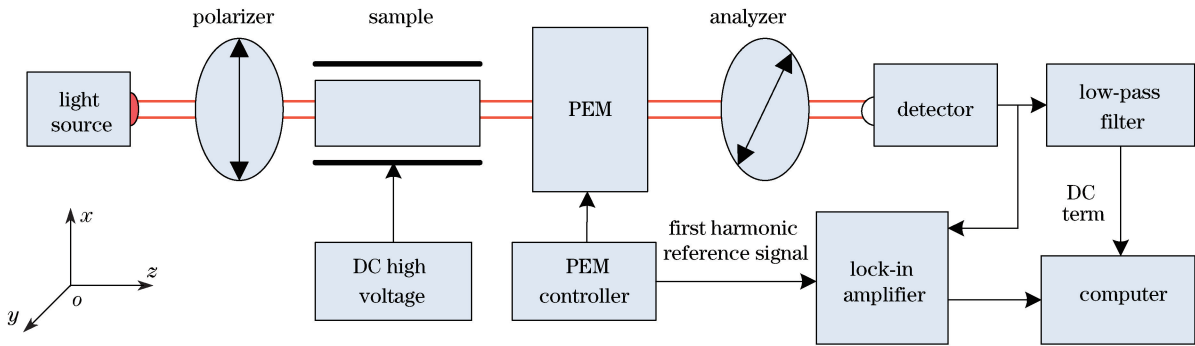 polarizer
sample
analyzer
light
source
PEM
detector
low-pass
filter
DC
term
first harmonic
reference signal
x
z
o
y
DC high
voltage
PEM
controller
lock-in
amplifier
computer